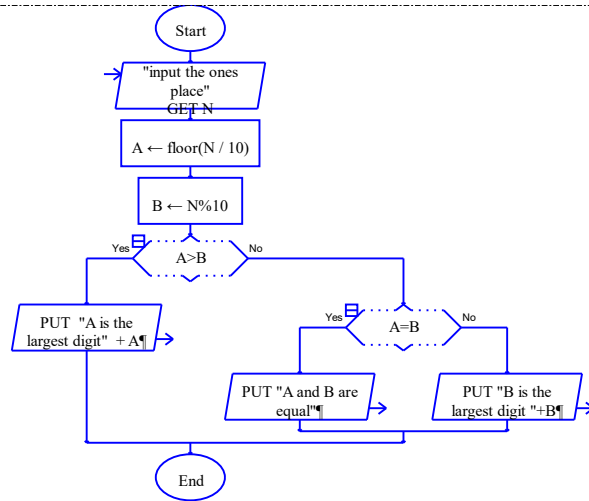 Start
"input the ones
place"
GET N
A ← floor(N / 10)
B ← N%10
Yes
A>B
No
PUT "A is the
largest digit" + A¶
Yes
A=B
No
PUT "A and B are
equal"¶
PUT "B is the
largest digit "+B¶
End